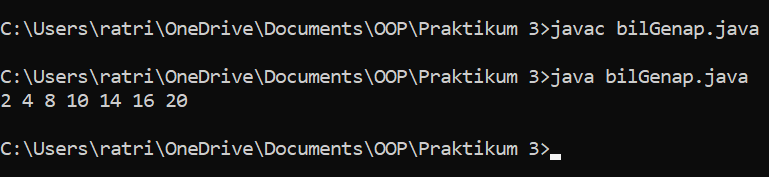 C:\Users\ratri\OneDrive\Documents\OOP\Praktikum 3>javac bilGenap.java
C:\Users\ratri\OneDrive\Documents\OOP\Praktikum 3>java bilGenap.java
2 4 8 10 14 16 20
C:\Users\ratri\OneDrive\Documents\OOP\Praktikum 3>